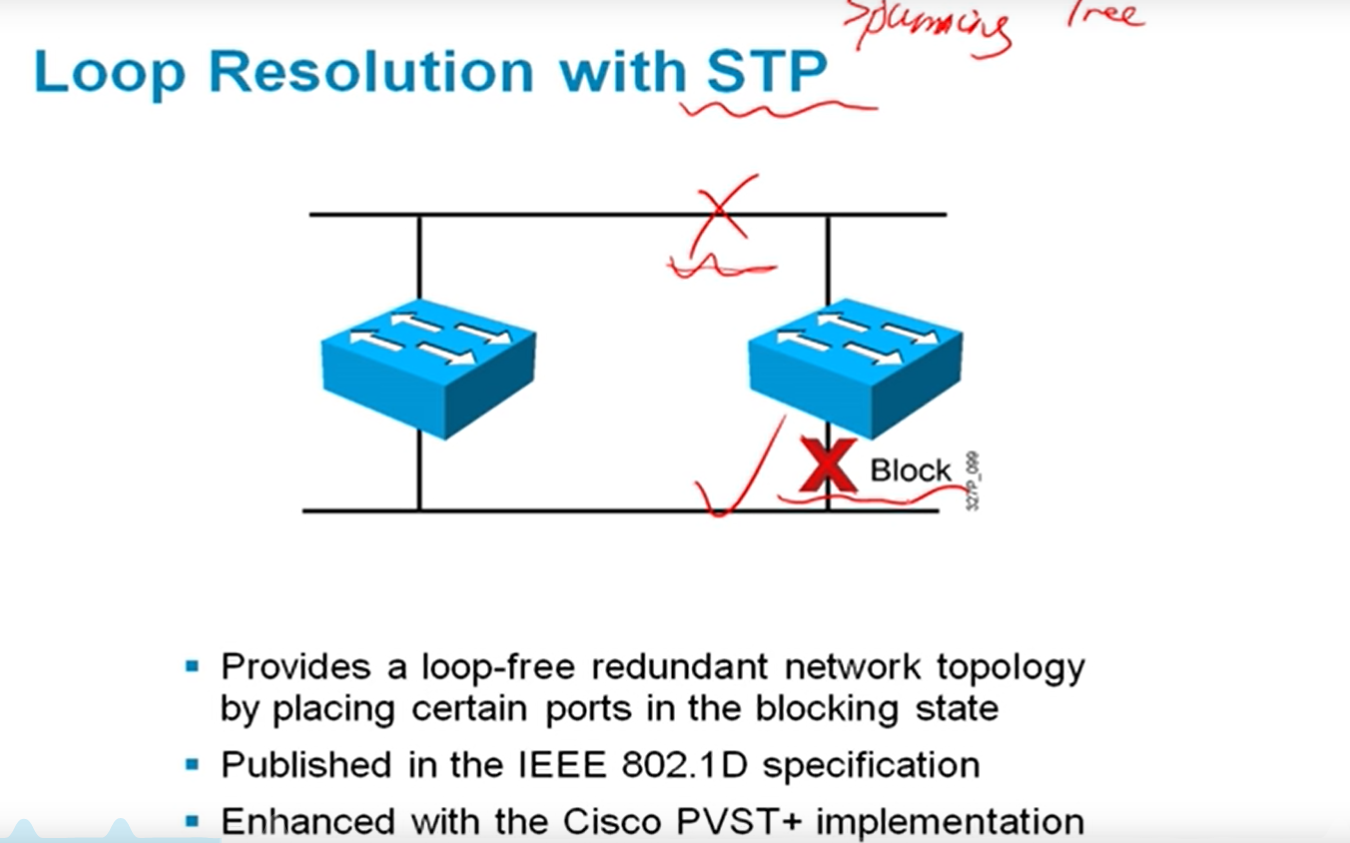 Spanning Tree
Loop Resolution with STP
Block
327P_099
Provides a loop-free redundant network topology
by placing certain ports in the blocking state
Published in the IEEE 802.1D specification
Enhanced with the Cisco PVST+ implementation